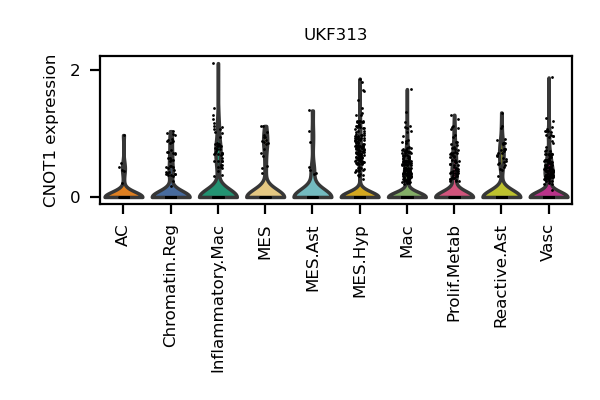 UKF313
CNOT1 expression
2
0
AC
Chromatin.Reg
Inflammatory.Mac
MES
MES.Ast
MES.Hyp
Mac
Prolif.Metab
Reactive.Ast
Vasc